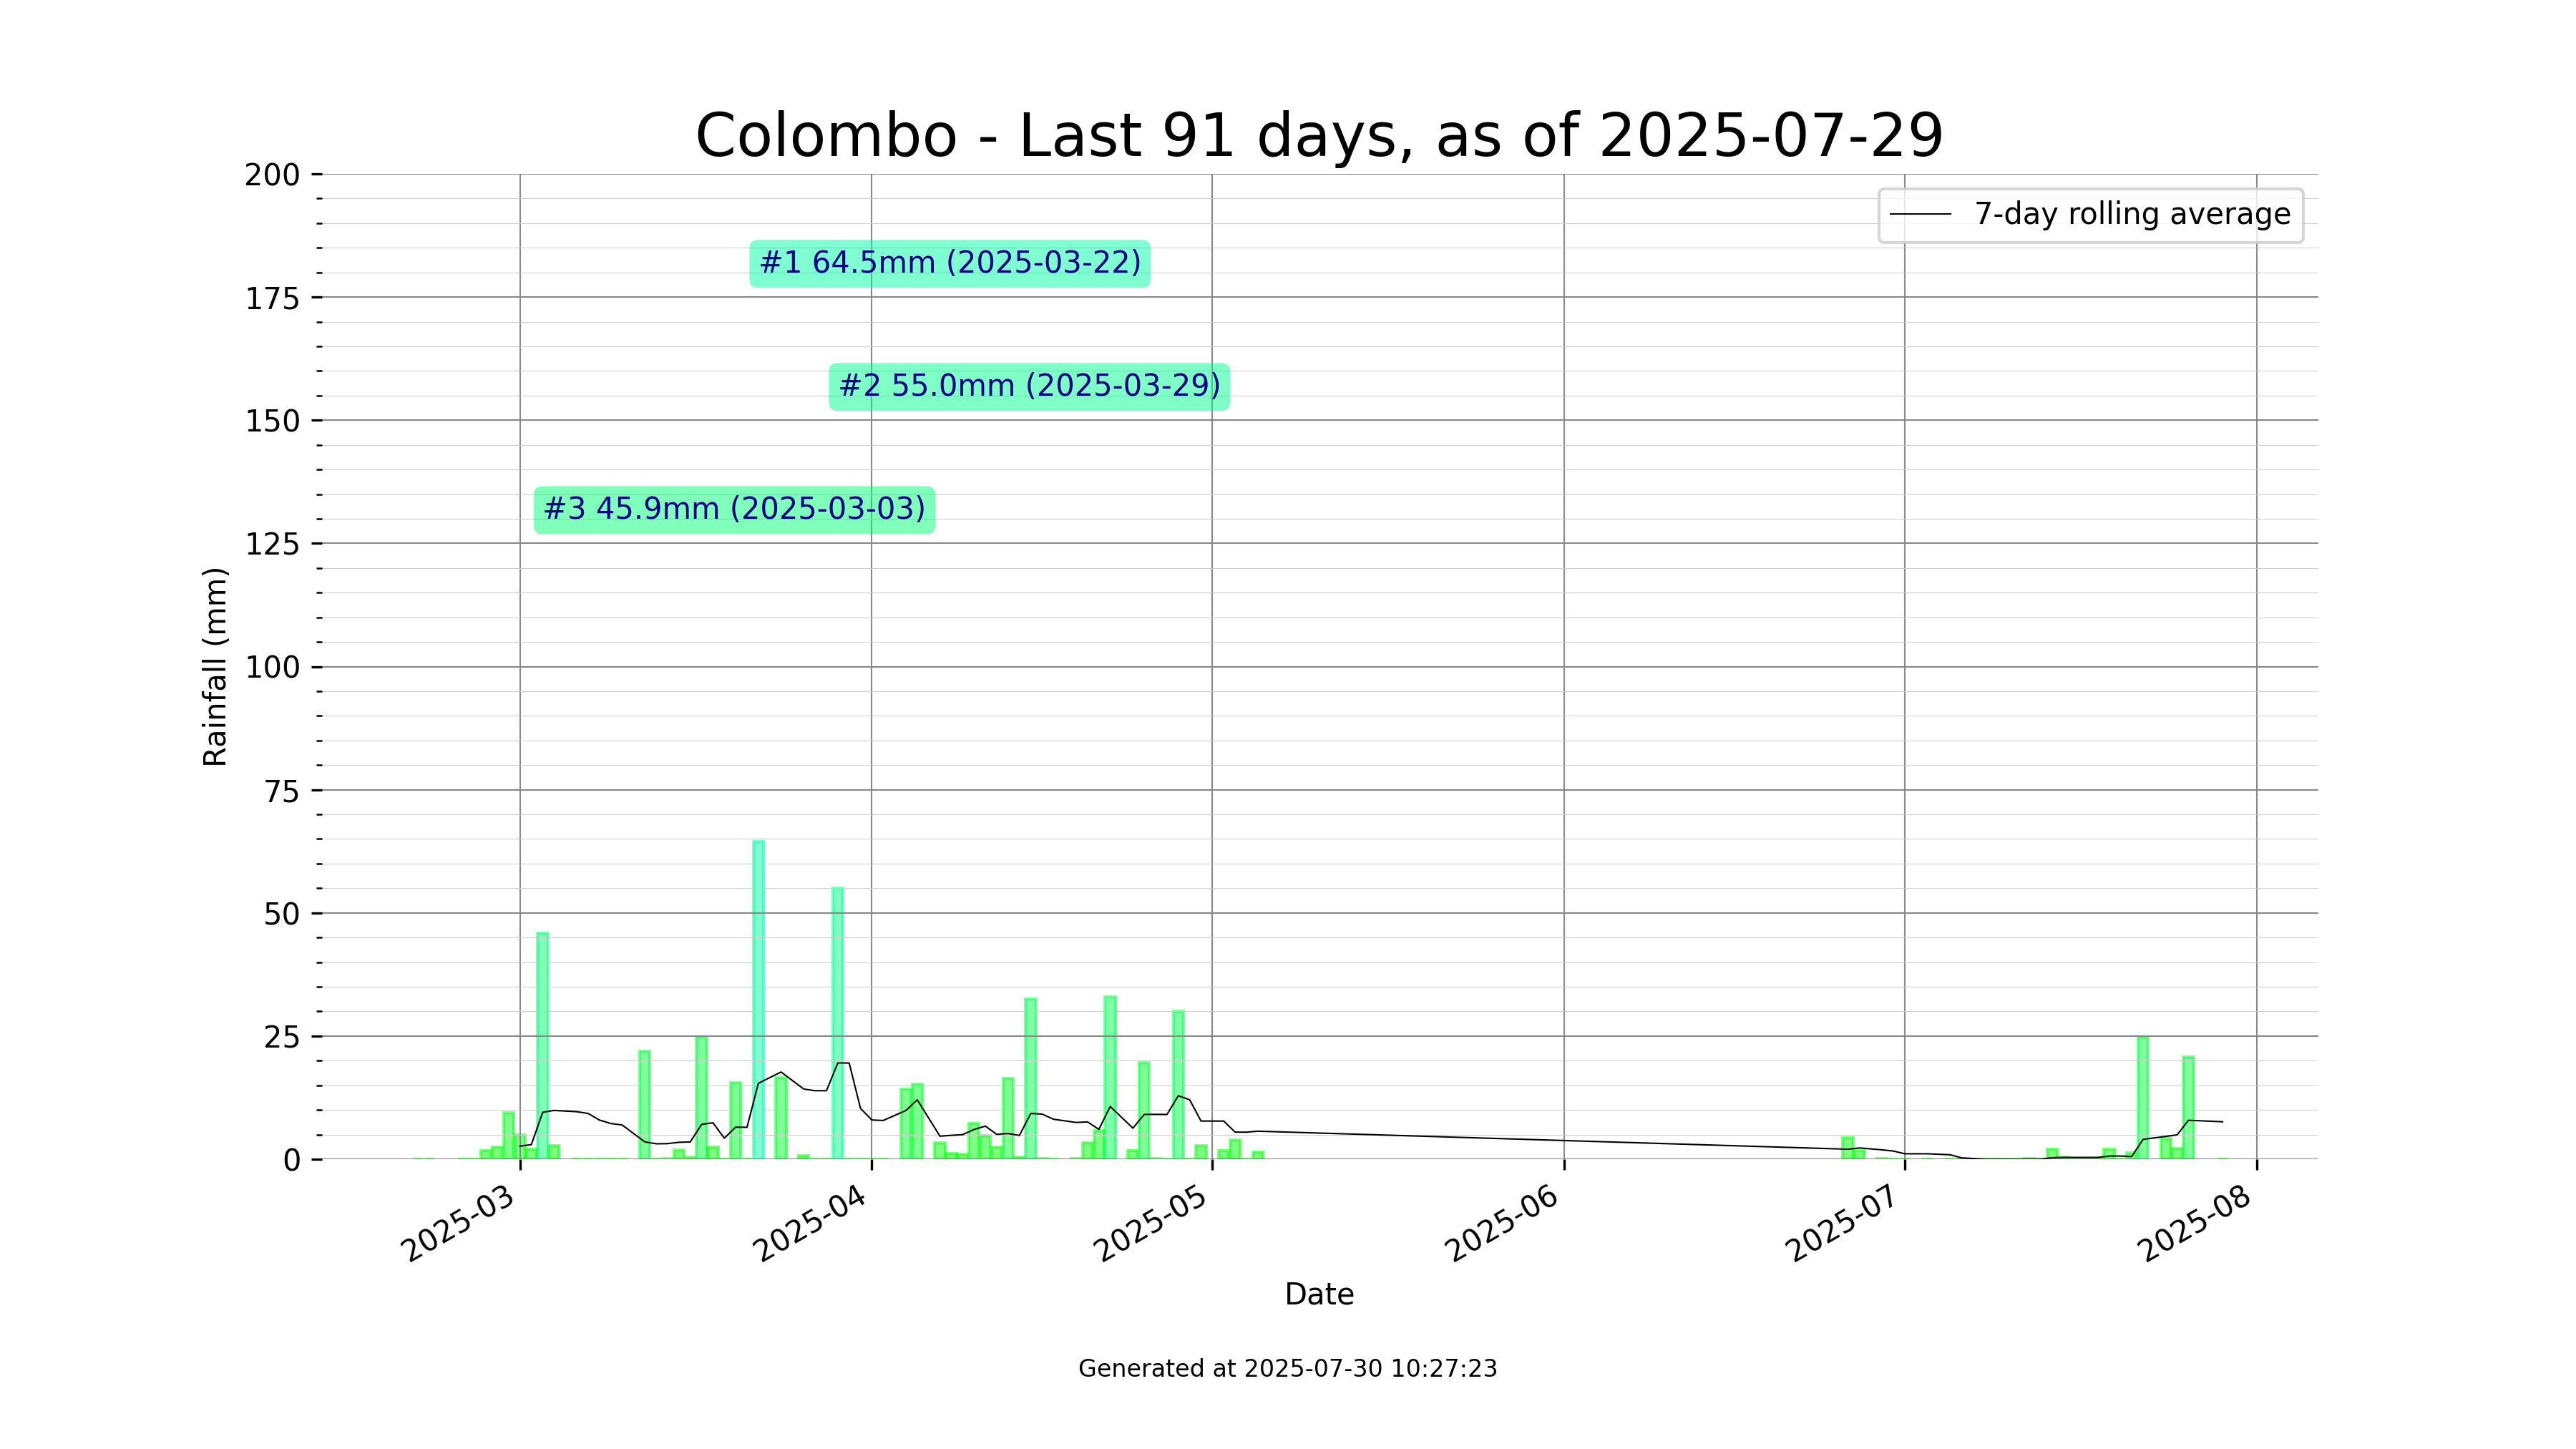 Colombo - Last 91 days, as of 2025-07-29
200
175
150
125
100
75
50
25
0
Rainfall (mm)
7-day rolling average
#1 64.5mm (2025-03-22)
#2 55.0mm (2025-03-29)
#3 45.9mm (2025-03-03)
2025-03
2025-04
2025-05
2025-06
2025-07
2025-08
Date
Generated at 2025-07-30 10:27:23